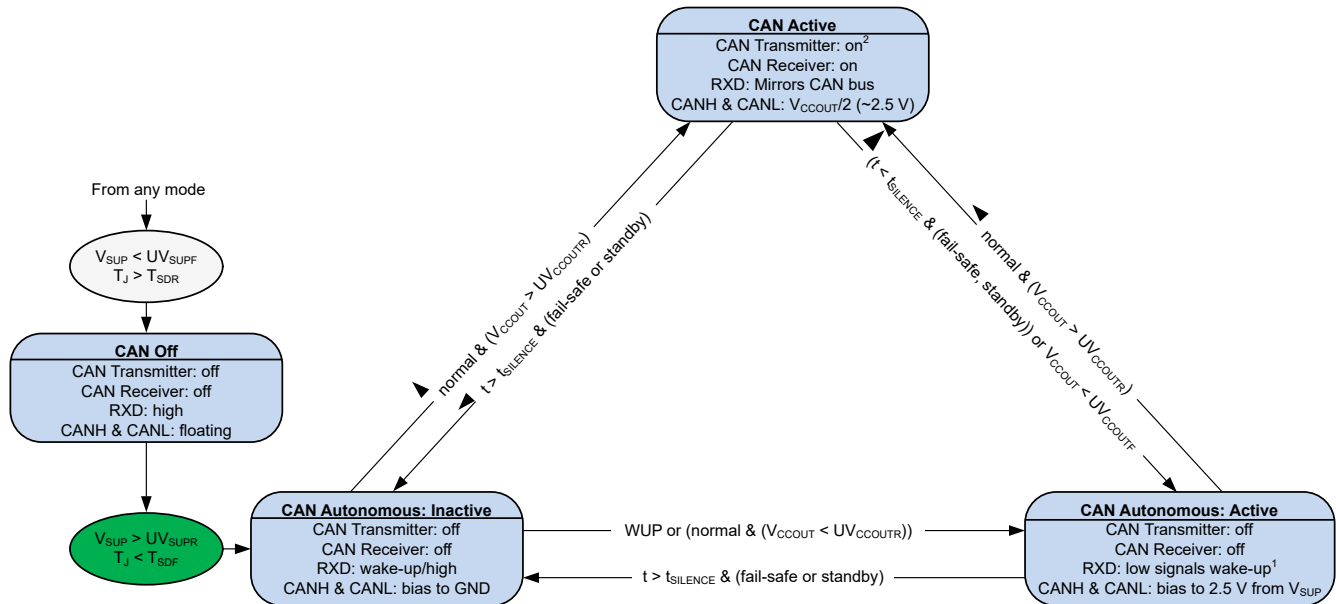 CAN Active
CAN Transmitter: on²
CAN Receiver: on
RXD: Mirrors CAN bus
CANH & CANL: V_CCOUT/2 (~2.5 V)
From any mode
V_SUP < UV_SUPF
T_J > T_SDR
CAN Off
CAN Transmitter: off
CAN Receiver: off
RXD: high
CANH & CANL: floating
V_SUP > UV_SUPR
T_J < T_SDF
normal & (V_CCOUT > UV_CCOUTR)
t > t_SILENCE & (fail-safe or standby)
(t < t_SILENCE & (fail-safe, standby)) or V_CCOUT < UV_CCOUTF
normal & (V_CCOUT > UV_CCOUTR)
CAN Autonomous: Inactive
CAN Transmitter: off
CAN Receiver: off
RXD: wake-up/high
CANH & CANL: bias to GND
WUP or (normal & (V_CCOUT < UV_CCOUTR))
t > t_SILENCE & (fail-safe or standby)
CAN Autonomous: Active
CAN Transmitter: off
CAN Receiver: off
RXD: low signals wake-up¹
CANH & CANL: bias to 2.5 V from V_SUP